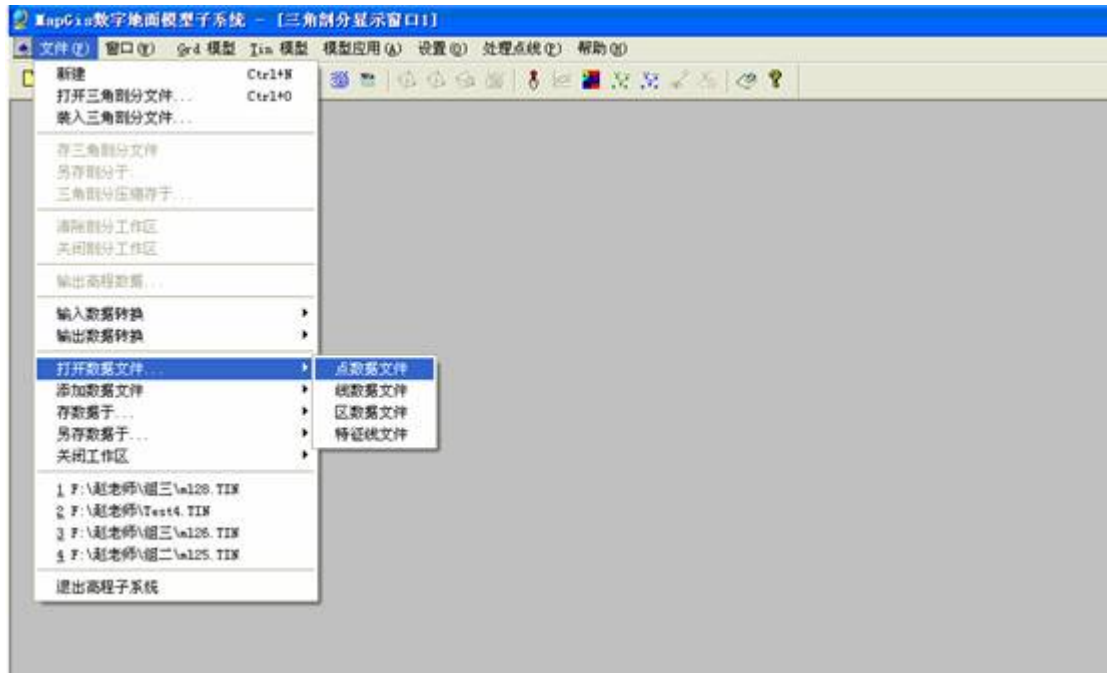 MapGis数字地面模型子系统 - [三角剖分显示窗口1]
文件(F) 窗口(W) Grd 模型 Tin 模型 模型应用(A) 设置(Q) 处理点线(C) 帮助(H)
新建 Ctrl+N
打开三角剖分文件... Ctrl+O
装入三角剖分文件...
存三角剖分文件
另存剖分于...
三角剖分压缩存于...
清除剖分工作区
关闭剖分工作区
输出高程数据...
输入数据转换
输出数据转换
打开数据文件... 点数据文件
添加数据文件 线数据文件
存数据于... 区数据文件
另存数据于... 特征线文件
关闭工作区
1 F:\赵老师\组三\m128.TIN
2 F:\赵老师\Test4.TIN
3 F:\赵老师\组三\m126.TIN
4 F:\赵老师\组二\m125.TIN
退出高程子系统